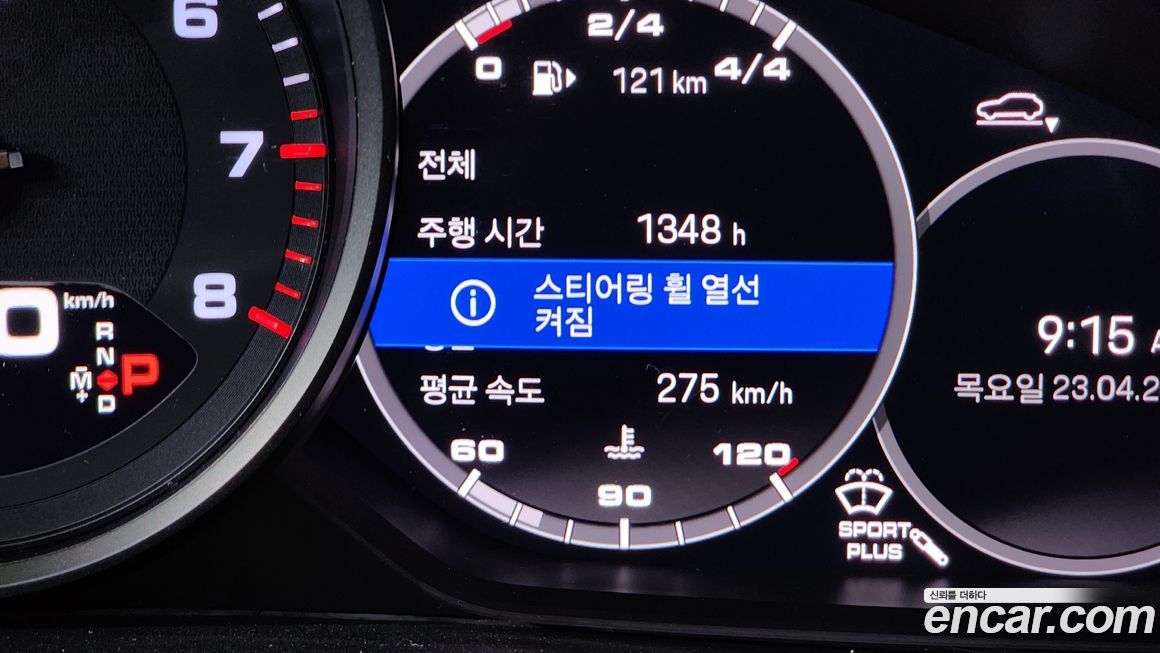 6
7
8
0
km/h
R
N
D
M
+
P
2/4
0
4/4
121 km
전체
주행 시간 1348 h
스티어링 휠 열선
켜짐
평균 속도 275 km/h
60
90
120
9:15
목요일 23.04.2
SPORT
PLUS
신뢰를 더하다
encar.com